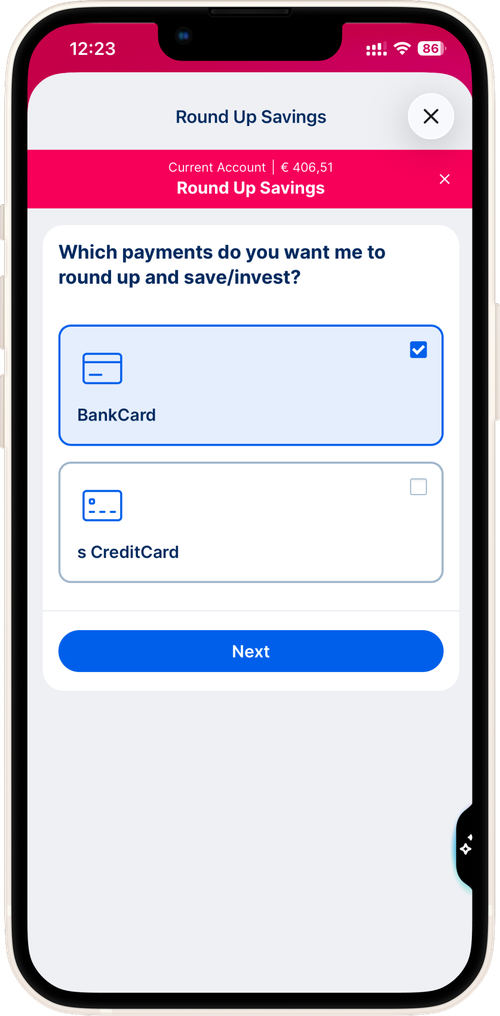 12:23
86
Round Up Savings
Current Account | € 406,51
Round Up Savings
Which payments do you want me to
round up and save/invest?
BankCard
s CreditCard
Next